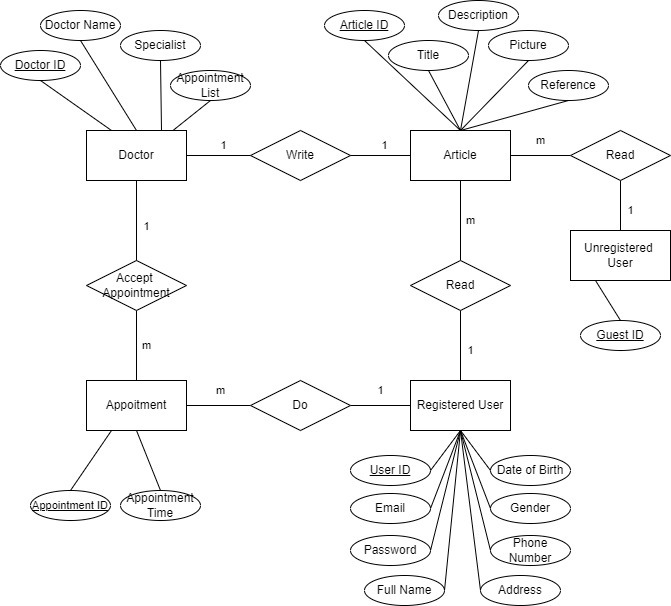 Description
Doctor Name
Article ID
Specialist
Title
Picture
Doctor ID
Appointment
List
Reference
Doctor
1
Write
1
Article
m
Read
1
m
1
Unregistered
User
Accept
Appointment
Read
Guest ID
m
1
Appoitment
m
Do
1
Registered User
User ID
Date of Birth
Appointment ID
Appointment
Time
Email
Gender
Password
Phone
Number
Full Name
Address